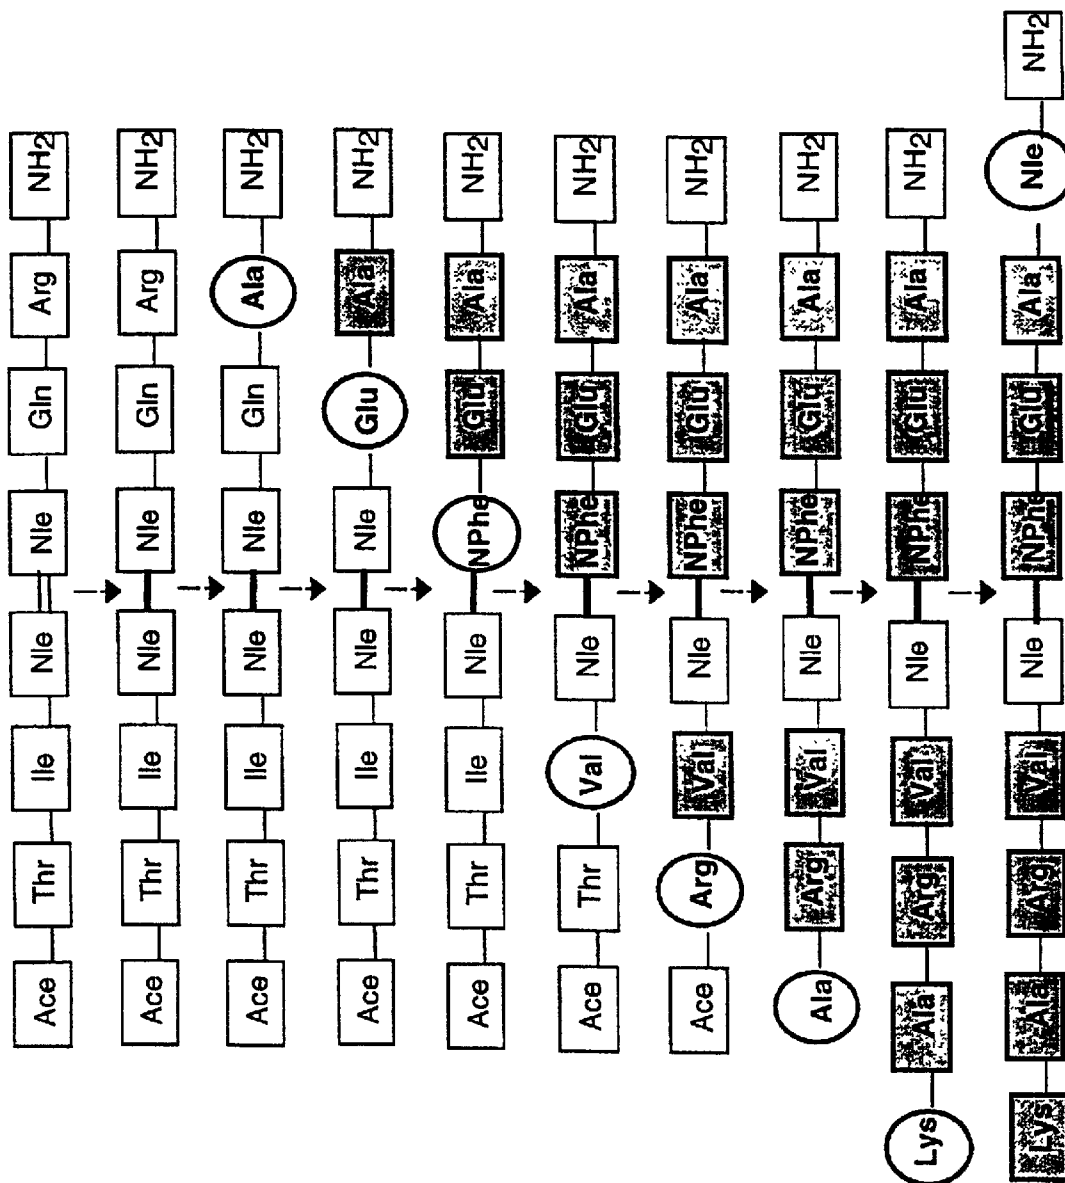 Ace Thr Ile Nle Nle Gln Arg NH2
Ace Thr Ile Nle Nle Gln Arg NH2
Ace Thr Ile Nle Nle Gln Ala NH2
Ace Thr Ile Nle Nle Glu Ala NH2
Ace Thr Ile Nle NPhe Glu Ala NH2
Ace Thr Val Nle NPhe Glu Ala NH2
Ace Arg Val Nle NPhe Glu Ala NH2
Ala Arg Val Nle NPhe Glu Ala NH2
Lys Ala Arg Val Nle NPhe Glu Ala NH2
Lys Ala Arg Val Nle NPhe Glu Ala Nle NH2